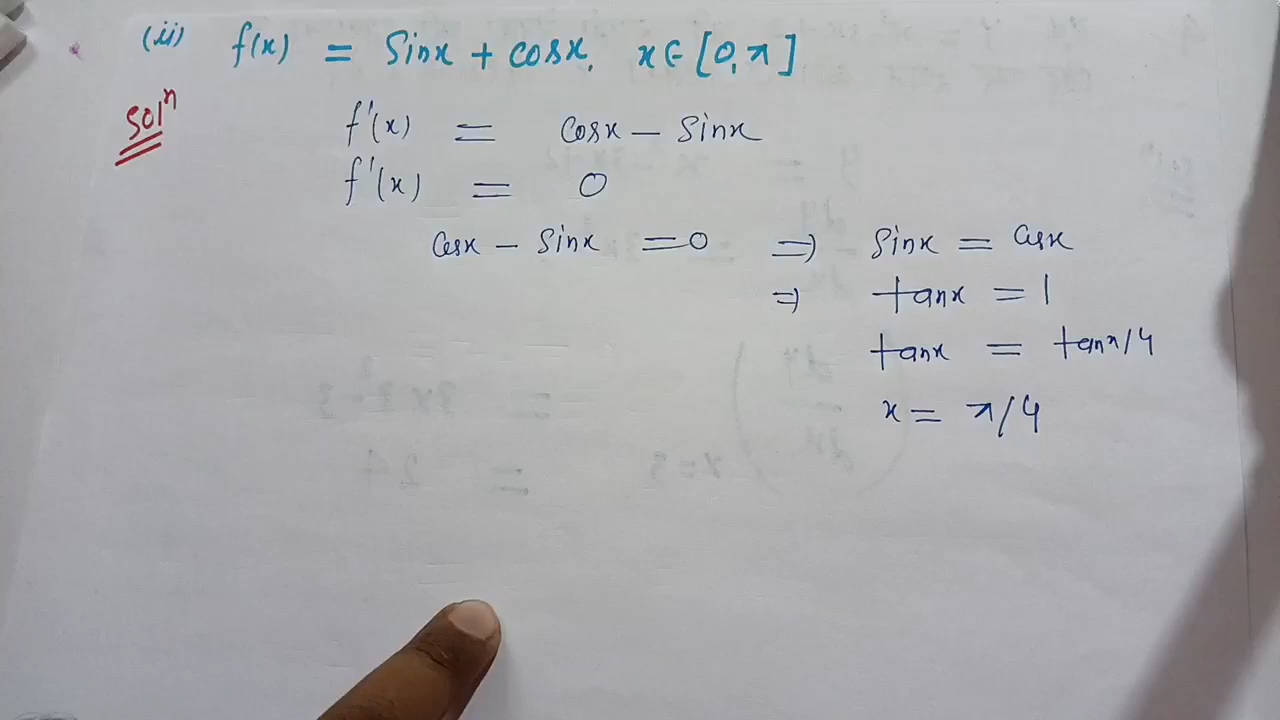 (ii) f(x) = Sinx + cosx, x ∈ [0, π]
Solⁿ
f'(x) = Cosx - Sinx
f'(x) = 0
Cosx - Sinx = 0 ⇒ Sinx = Cosx
⇒ tanx = 1
tanx = tanπ/4
x = π/4